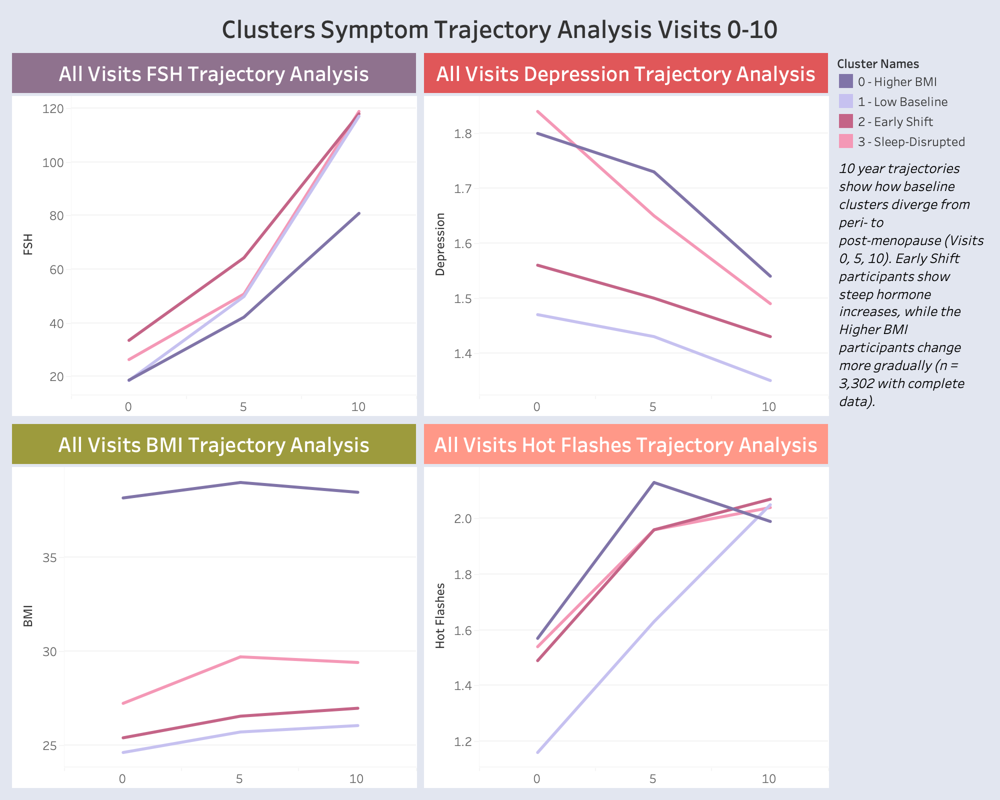 Clusters Symptom Trajectory Analysis Visits 0-10
All Visits FSH Trajectory Analysis
120
100
80
60
40
20
FSH
0
5
10
All Visits Depression Trajectory Analysis
1.8
1.7
1.6
1.5
1.4
Depression
0
5
10
Cluster Names
0 - Higher BMI
1 - Low Baseline
2 - Early Shift
3 - Sleep-Disrupted
10 year trajectories
show how baseline
clusters diverge from
peri- to
post-menopause (Visits
0, 5, 10). Early Shift
participants show
steep hormone
increases, while the
Higher BMI
participants change
more gradually (n =
3,302 with complete
data).
All Visits BMI Trajectory Analysis
35
30
25
BMI
0
5
10
All Visits Hot Flashes Trajectory Analysis
2.0
1.8
1.6
1.4
1.2
Hot Flashes
0
5
10